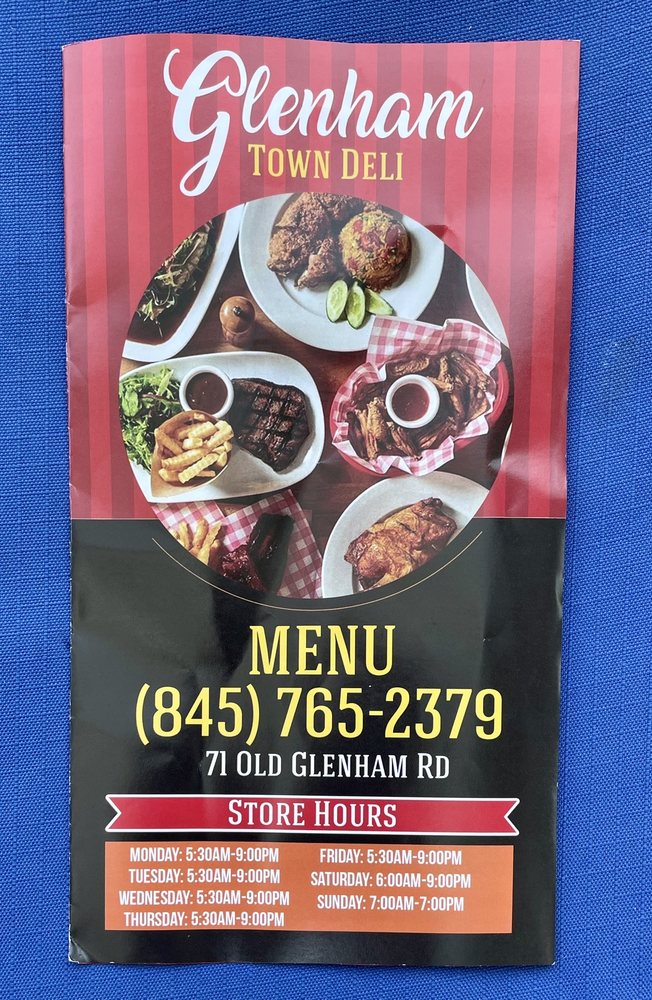 Glenham
TOWN DELI
MENU
(845) 765-2379
71 OLD GLENHAM RD
STORE HOURS
MONDAY: 5:30AM-9:00PM
TUESDAY: 5:30AM-9:00PM
WEDNESDAY: 5:30AM-9:00PM
THURSDAY: 5:30AM-9:00PM
FRIDAY: 5:30AM-9:00PM
SATURDAY: 6:00AM-9:00PM
SUNDAY: 7:00AM-7:00PM